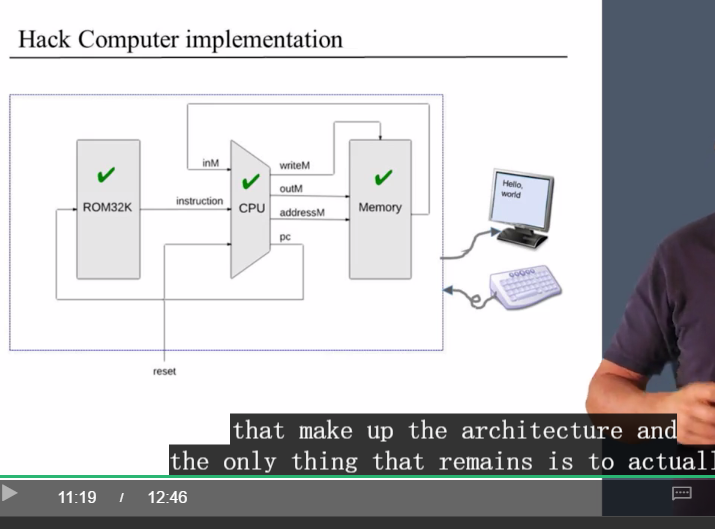 Hack Computer implementation
inM
writeM
outM
instruction
ROM32K
CPU
addressM
Memory
pc
reset
Hello,
world
that make up the architecture and
the only thing that remains is to actuall
11:19 / 12:46